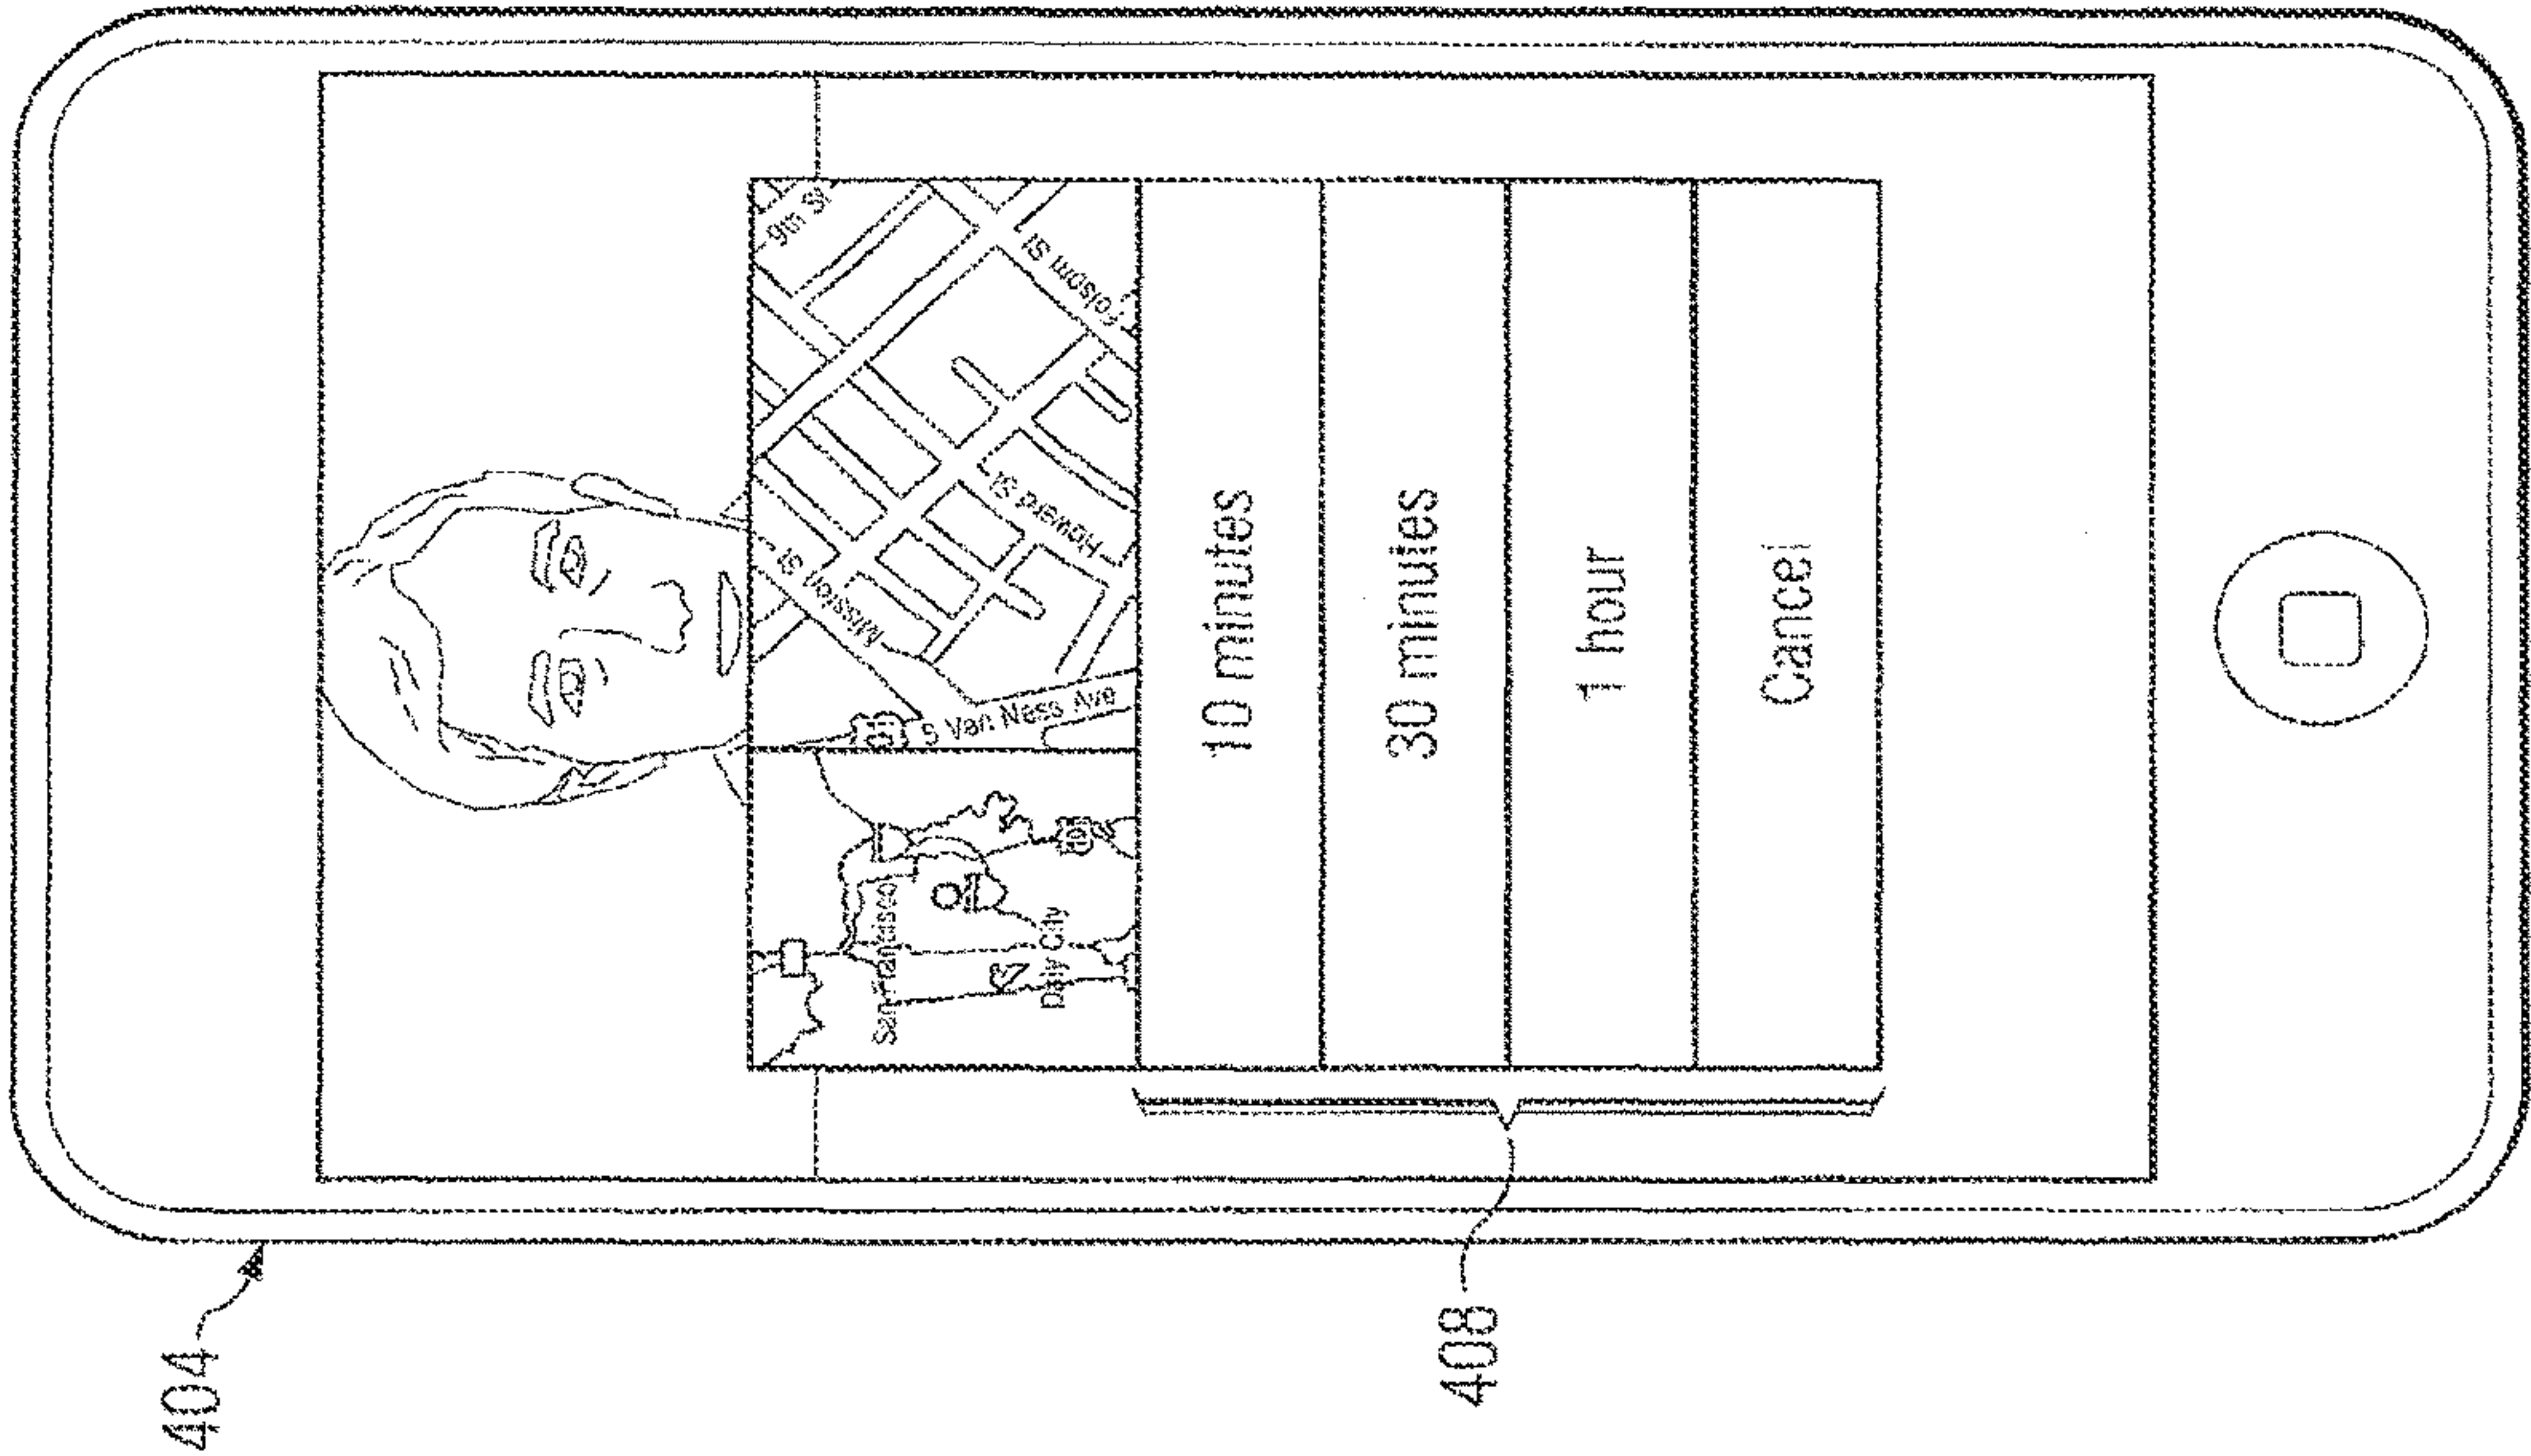 San Francisco
Daly City
9th St
Mission St
Howard St
Folsom St
S Van Ness Ave
101
10 minutes
30 minutes
1 hour
Cancel
404
408